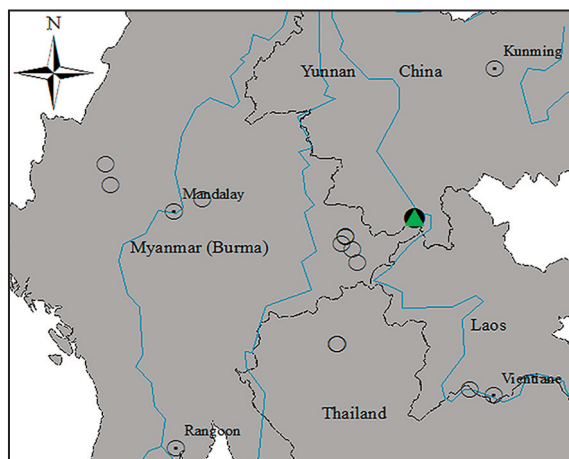 N
Kunming
Yunnan China
Mandalay
Myanmar (Burma)
Laos
Vientiane
Thailand
Rangoon